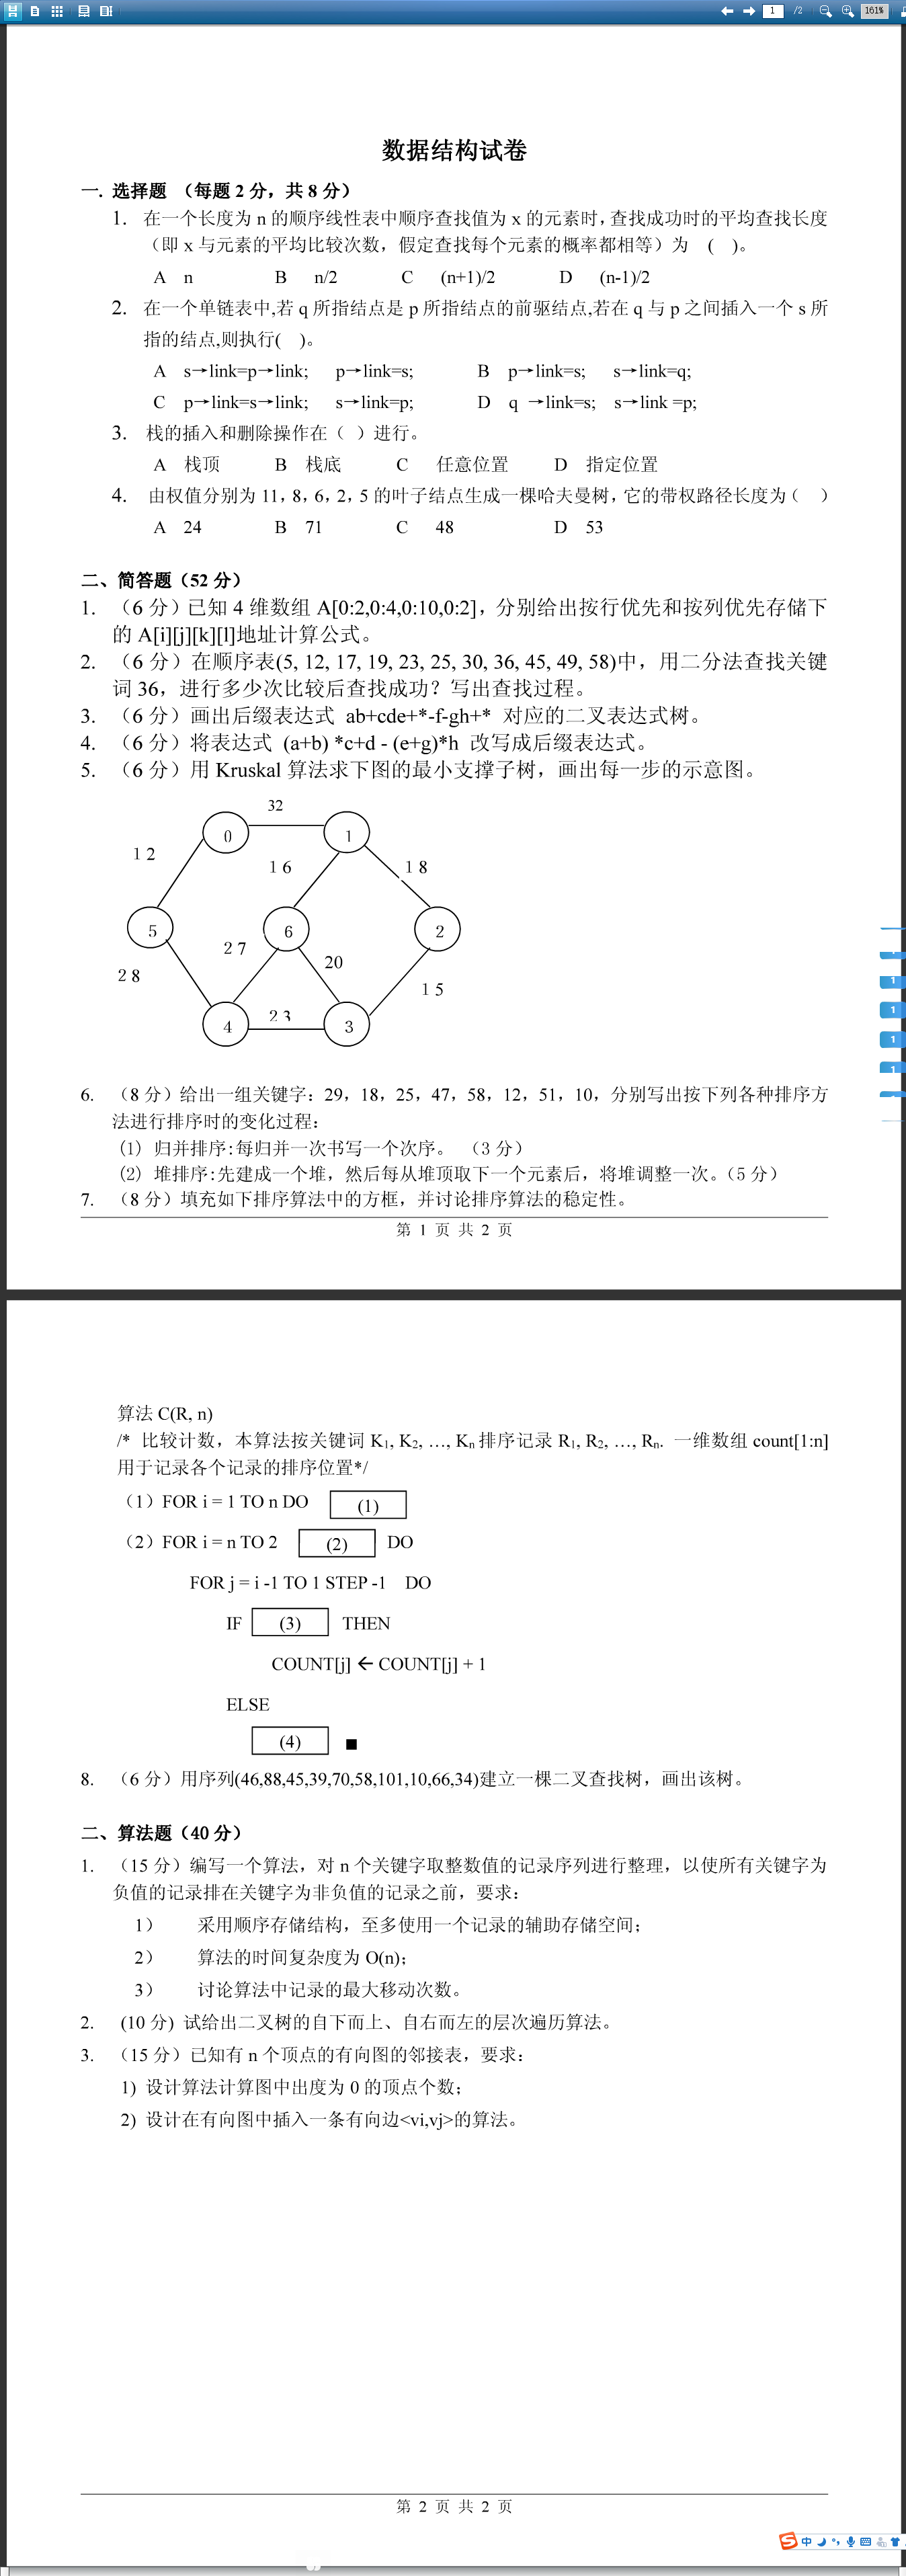 1 /2 161%
数据结构试卷
一. 选择题 （每题 2 分，共 8 分）
1. 在一个长度为 n 的顺序线性表中顺序查找值为 x 的元素时，查找成功时的平均查找长度
（即 x 与元素的平均比较次数，假定查找每个元素的概率都相等）为 ( )。
A n B n/2 C (n+1)/2 D (n-1)/2
2. 在一个单链表中,若 q 所指结点是 p 所指结点的前驱结点,若在 q 与 p 之间插入一个 s 所
指的结点,则执行( )。
A s→link=p→link; p→link=s; B p→link=s; s→link=q;
C p→link=s→link; s→link=p; D q →link=s; s→link =p;
3. 栈的插入和删除操作在（ ）进行。
A 栈顶 B 栈底 C 任意位置 D 指定位置
4. 由权值分别为 11，8，6，2，5 的叶子结点生成一棵哈夫曼树，它的带权路径长度为（ ）
A 24 B 71 C 48 D 53
二、简答题（52 分）
1. （6 分）已知 4 维数组 A[0:2,0:4,0:10,0:2]，分别给出按行优先和按列优先存储下
的 A[i][j][k][l]地址计算公式。
2. （6 分）在顺序表(5, 12, 17, 19, 23, 25, 30, 36, 45, 49, 58)中，用二分法查找关键
词 36，进行多少次比较后查找成功？写出查找过程。
3. （6 分）画出后缀表达式 ab+cde+*-f-gh+* 对应的二叉表达式树。
4. （6 分）将表达式 (a+b) *c+d - (e+g)*h 改写成后缀表达式。
5. （6 分）用 Kruskal 算法求下图的最小支撑子树，画出每一步的示意图。
32
0 1
12
16 18
5 6 2
27
20
28
15
23
4 3
6. （8 分）给出一组关键字：29，18，25，47，58，12，51，10，分别写出按下列各种排序方
法进行排序时的变化过程：
(1) 归并排序:每归并一次书写一个次序。 （3 分）
(2) 堆排序:先建成一个堆，然后每从堆顶取下一个元素后，将堆调整一次。（5 分）
7. （8 分）填充如下排序算法中的方框，并讨论排序算法的稳定性。
第 1 页 共 2 页
算法 C(R, n)
/* 比较计数，本算法按关键词 K1, K2, …, Kn 排序记录 R1, R2, …, Rn. 一维数组 count[1:n]
用于记录各个记录的排序位置*/
（1）FOR i = 1 TO n DO (1)
（2）FOR i = n TO 2 (2) DO
FOR j = i -1 TO 1 STEP -1 DO
IF (3) THEN
COUNT[j] ← COUNT[j] + 1
ELSE
(4) ■
8. （6 分）用序列(46,88,45,39,70,58,101,10,66,34)建立一棵二叉查找树，画出该树。
二、算法题（40 分）
1. （15 分）编写一个算法，对 n 个关键字取整数值的记录序列进行整理，以使所有关键字为
负值的记录排在关键字为非负值的记录之前，要求：
1） 采用顺序存储结构，至多使用一个记录的辅助存储空间；
2） 算法的时间复杂度为 O(n)；
3） 讨论算法中记录的最大移动次数。
2. (10 分) 试给出二叉树的自下而上、自右而左的层次遍历算法。
3. （15 分）已知有 n 个顶点的有向图的邻接表，要求：
1) 设计算法计算图中出度为 0 的顶点个数；
2) 设计在有向图中插入一条有向边<vi,vj>的算法。
第 2 页 共 2 页
中